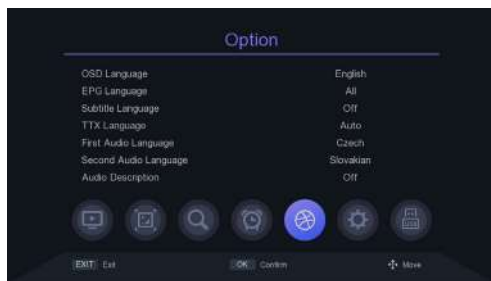 Option
OSD Language English
EPG Language All
Subtitle Language Off
TTX Language Auto
First Audio Language Czech
Second Audio Language Slovakian
Audio Description Off
USB
EXIT Exit OK Confirm Move